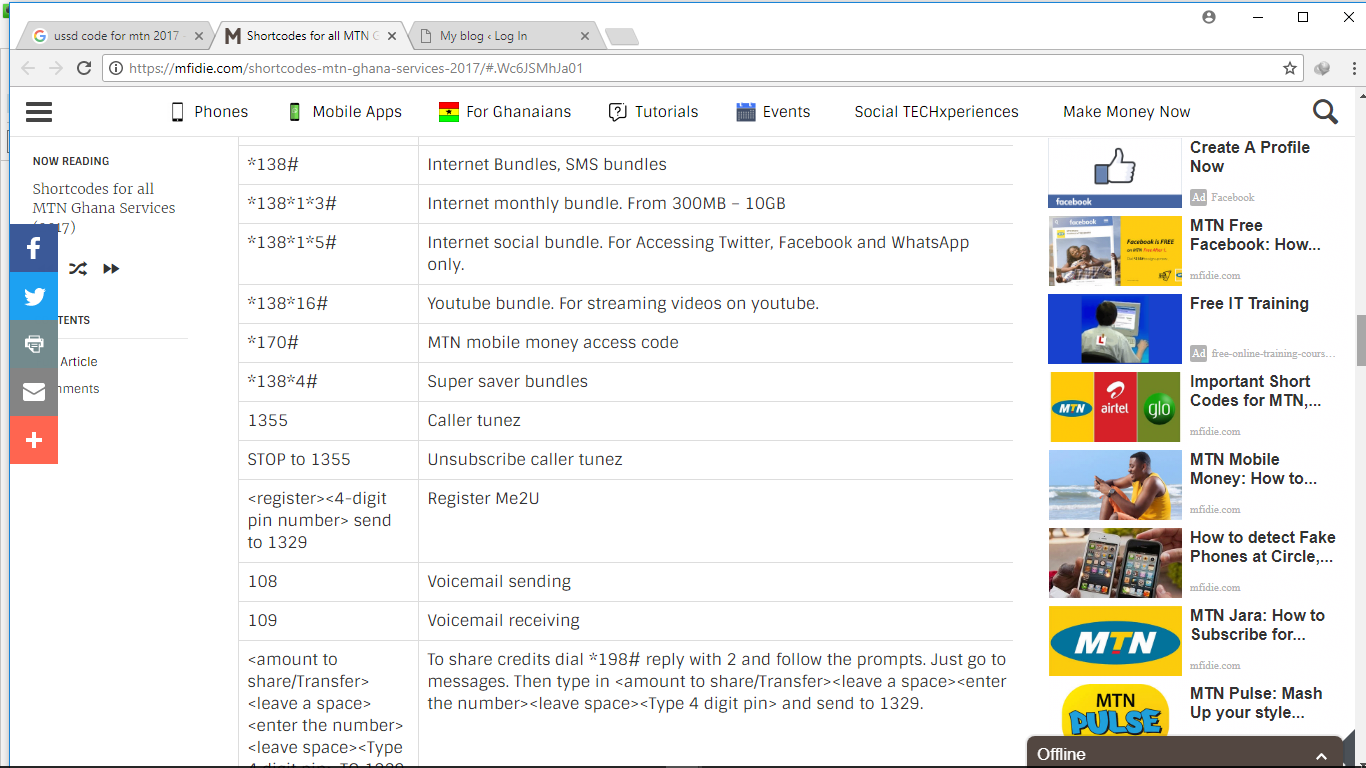 ussd code for mtn 2017 -
Shortcodes for all MTN G
My blog ‹ Log In
https://mfidie.com/shortcodes-mtn-ghana-services-2017/#.Wc6JSMhJa01
Phones
Mobile Apps
For Ghanaians
Tutorials
Events
Social TECHxperiences
Make Money Now
NOW READING
Shortcodes for all
MTN Ghana Services
TENTS
Article
*138#
Internet Bundles, SMS bundles
*138*1*3#
Internet monthly bundle. From 300MB – 10GB
*138*1*5#
Internet social bundle. For Accessing Twitter, Facebook and WhatsApp
only.
*138*16#
Youtube bundle. For streaming videos on youtube.
*170#
MTN mobile money access code
*138*4#
Super saver bundles
1355
Caller tunez
STOP to 1355
Unsubscribe caller tunez
<register><4-digit
pin number> send
to 1329
Register Me2U
108
Voicemail sending
109
Voicemail receiving
<amount to
share/Transfer>
<leave a space>
<enter the number>
<leave space><Type
To share credits dial *198# reply with 2 and follow the prompts. Just go to
messages. Then type in <amount to share/Transfer><leave a space><enter
the number><leave space><Type 4 digit pin> and send to 1329.
facebook
Create A Profile
Now
Ad Facebook
MTN Free
Facebook: How...
mfidie.com
Free IT Training
Ad free-online-training-cours...
MTN
airtel
glo
Important Short
Codes for MTN,...
mfidie.com
MTN Mobile
Money: How to...
mfidie.com
How to detect Fake
Phones at Circle,...
mfidie.com
MTN
MTN Jara: How to
Subscribe for...
mfidie.com
MTN
PULSE
MTN Pulse: Mash
Up your style...
Offline